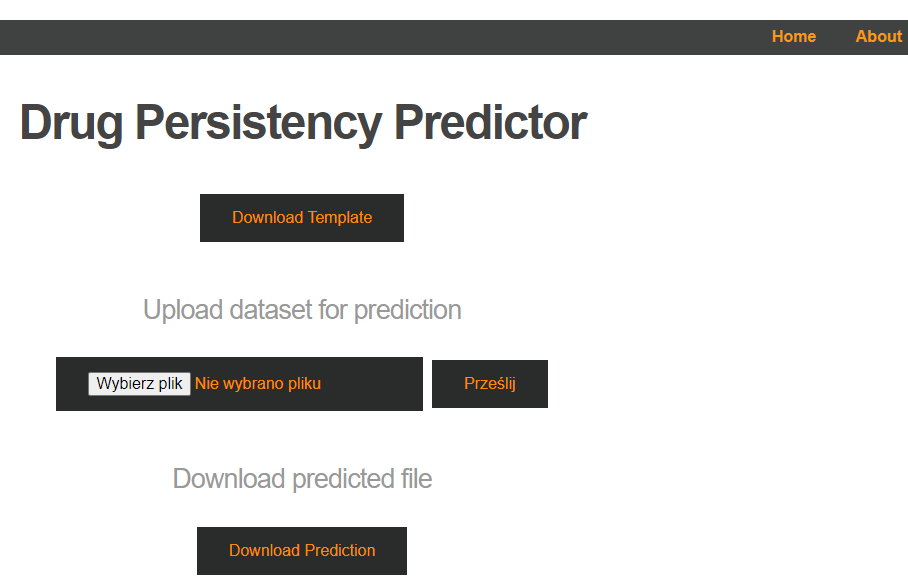 Home About
Drug Persistency Predictor
Download Template
Upload dataset for prediction
Wybierz plik Nie wybrano pliku Prześlij
Download predicted file
Download Prediction